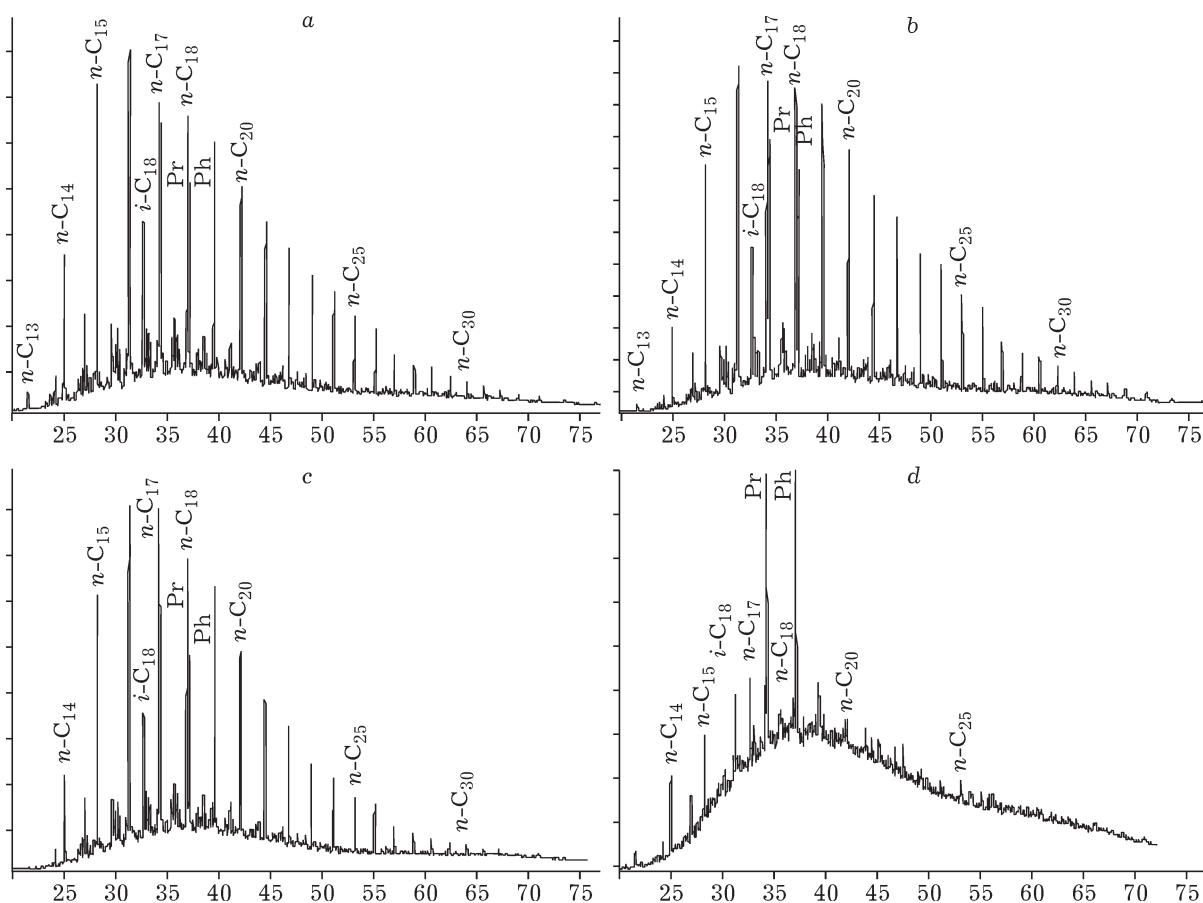 a
n-C₁₃
n-C₁₄
n-C₁₅
i-C₁₈
n-C₁₇
Pr
n-C₁₈
Ph
n-C₂₀
n-C₂₅
n-C₃₀
25 30 35 40 45 50 55 60 65 70 75
b
n-C₁₃
n-C₁₄
n-C₁₅
i-C₁₈
n-C₁₇
Pr
n-C₁₈
Ph
n-C₂₀
n-C₂₅
n-C₃₀
25 30 35 40 45 50 55 60 65 70 75
c
n-C₁₄
n-C₁₅
i-C₁₈
n-C₁₇
Pr
n-C₁₈
Ph
n-C₂₀
n-C₂₅
n-C₃₀
25 30 35 40 45 50 55 60 65 70 75
d
n-C₁₄
n-C₁₅
i-C₁₈
n-C₁₇
Pr
n-C₁₈
Ph
n-C₂₀
n-C₂₅
25 30 35 40 45 50 55 60 65 70 75